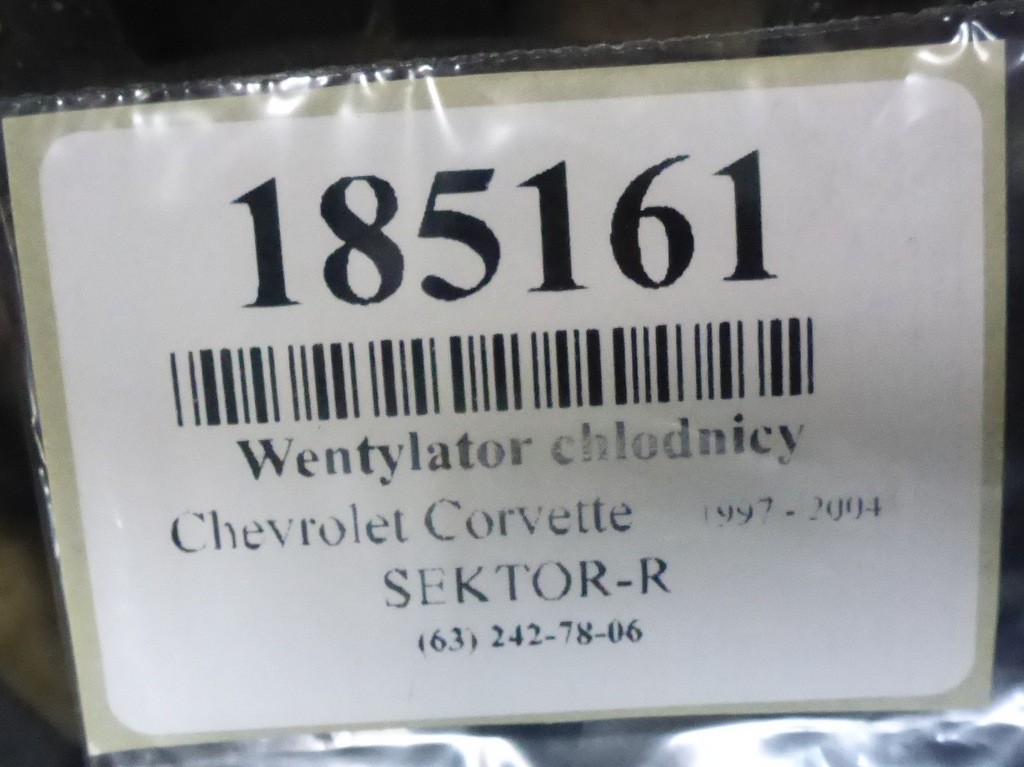 185161
Wentylator chlodnicy
Chevrolet Corvette 1997 - 2004
SEKTOR-R
(63) 242-78-06